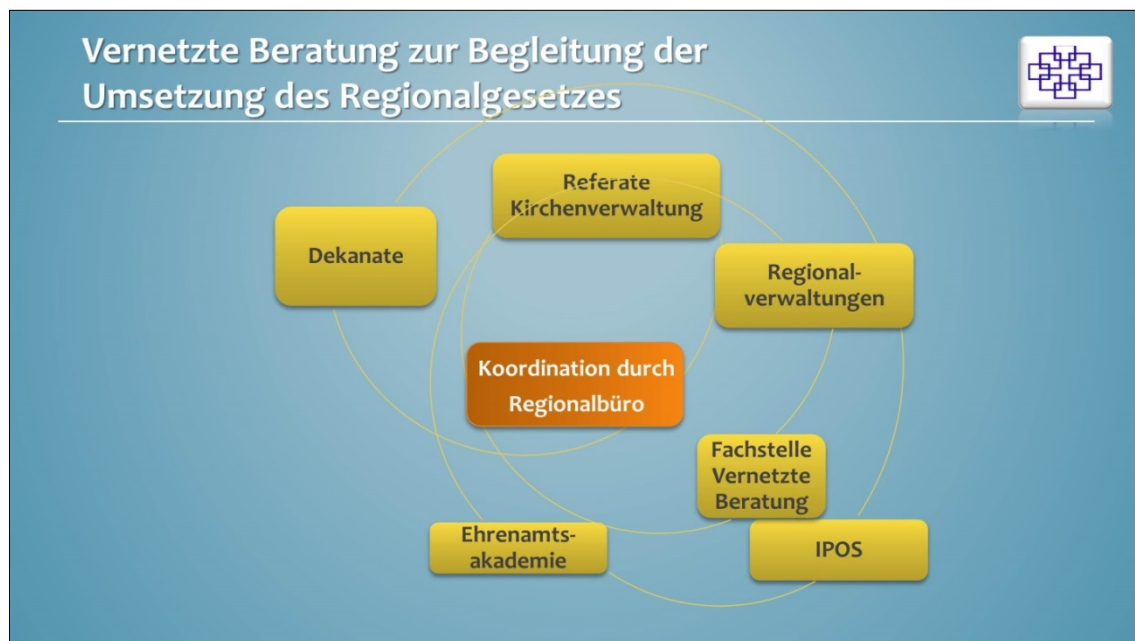 Vernetzte Beratung zur Begleitung der
Umsetzung des Regionalgesetzes
Referate
Kirchenverwaltung
Dekanate
Regional-
verwaltungen
Koordination durch
Regionalbüro
Fachstelle
Vernetzte
Beratung
Ehrenamts-
akademie
IPOS